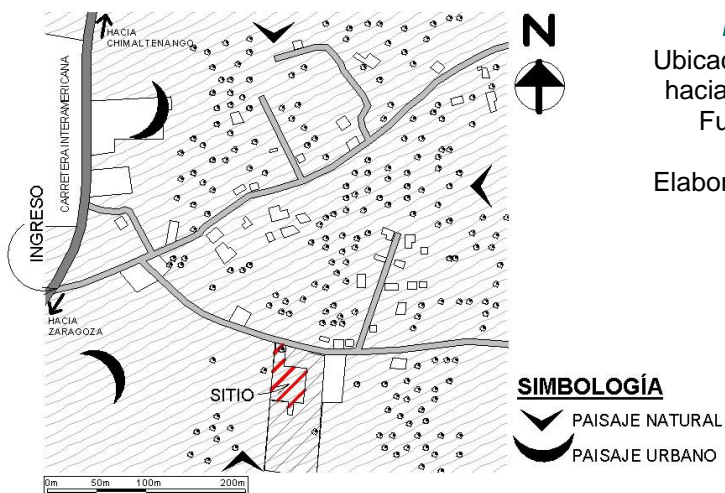 HACIA
CHIMALTENANGO
CARRETERA INTERAMERICANA
INGRESO
HACIA
ZARAGOZA
SITIO
0m 50m 100m 200m
N
Ubicac
hacia
Fu
Elabor
SIMBOLOGÍA
PAISAJE NATURAL
PAISAJE URBANO